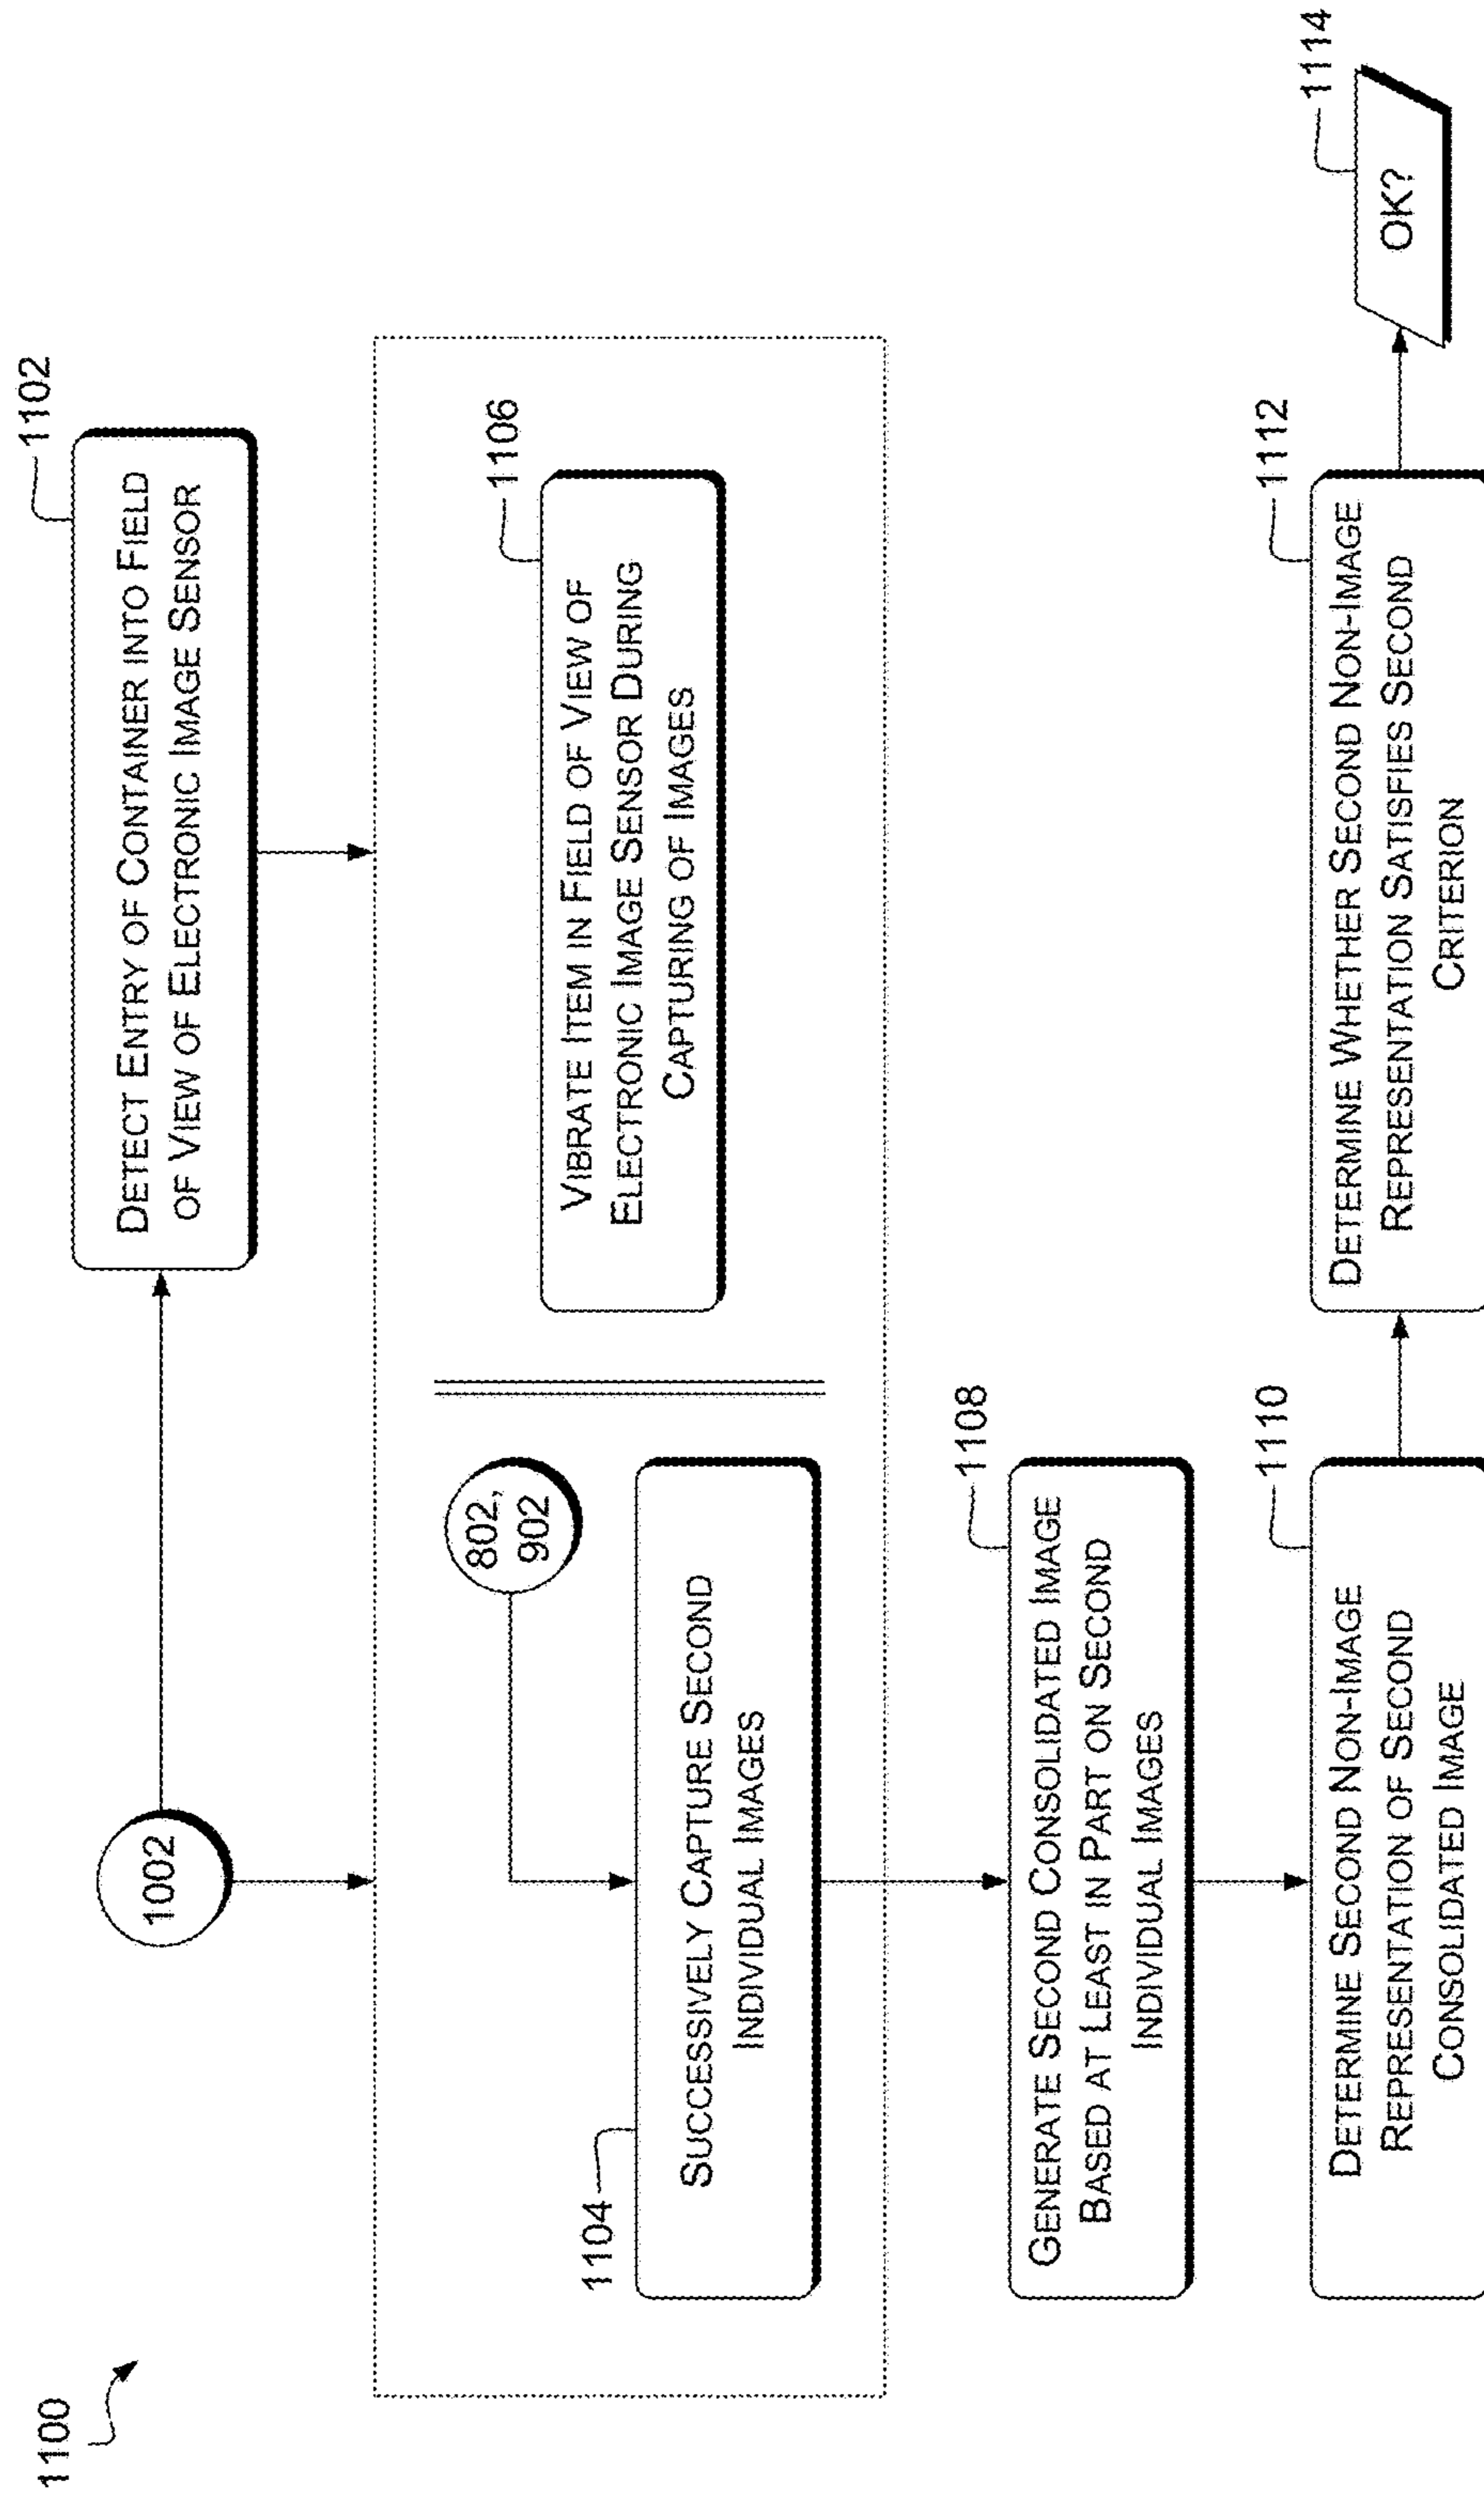 1100
1002
1102
DETECT ENTRY OF CONTAINER INTO FIELD
OF VIEW OF ELECTRONIC IMAGE SENSOR
802,
902
1104
SUCCESSIVELY CAPTURE SECOND
INDIVIDUAL IMAGES
1106
VIBRATE ITEM IN FIELD OF VIEW OF
ELECTRONIC IMAGE SENSOR DURING
CAPTURING OF IMAGES
1108
GENERATE SECOND CONSOLIDATED IMAGE
BASED AT LEAST IN PART ON SECOND
INDIVIDUAL IMAGES
1110
DETERMINE SECOND NON-IMAGE
REPRESENTATION OF SECOND
CONSOLIDATED IMAGE
1112
DETERMINE WHETHER SECOND NON-IMAGE
REPRESENTATION SATISFIES SECOND
CRITERION
1114
OK?